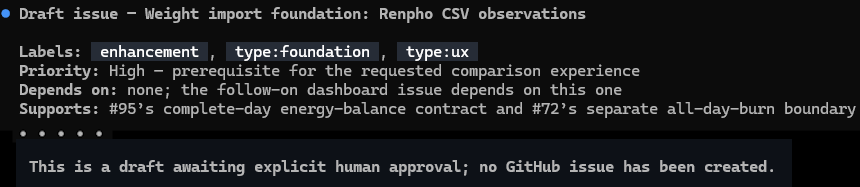 Draft issue — Weight import foundation: Renpho CSV observations
Labels: enhancement, type:foundation, type:ux
Priority: High — prerequisite for the requested comparison experience
Depends on: none; the follow-on dashboard issue depends on this one
Supports: #95’s complete-day energy-balance contract and #72’s separate all-day-burn boundary
• • • • •
This is a draft awaiting explicit human approval; no GitHub issue has been created.